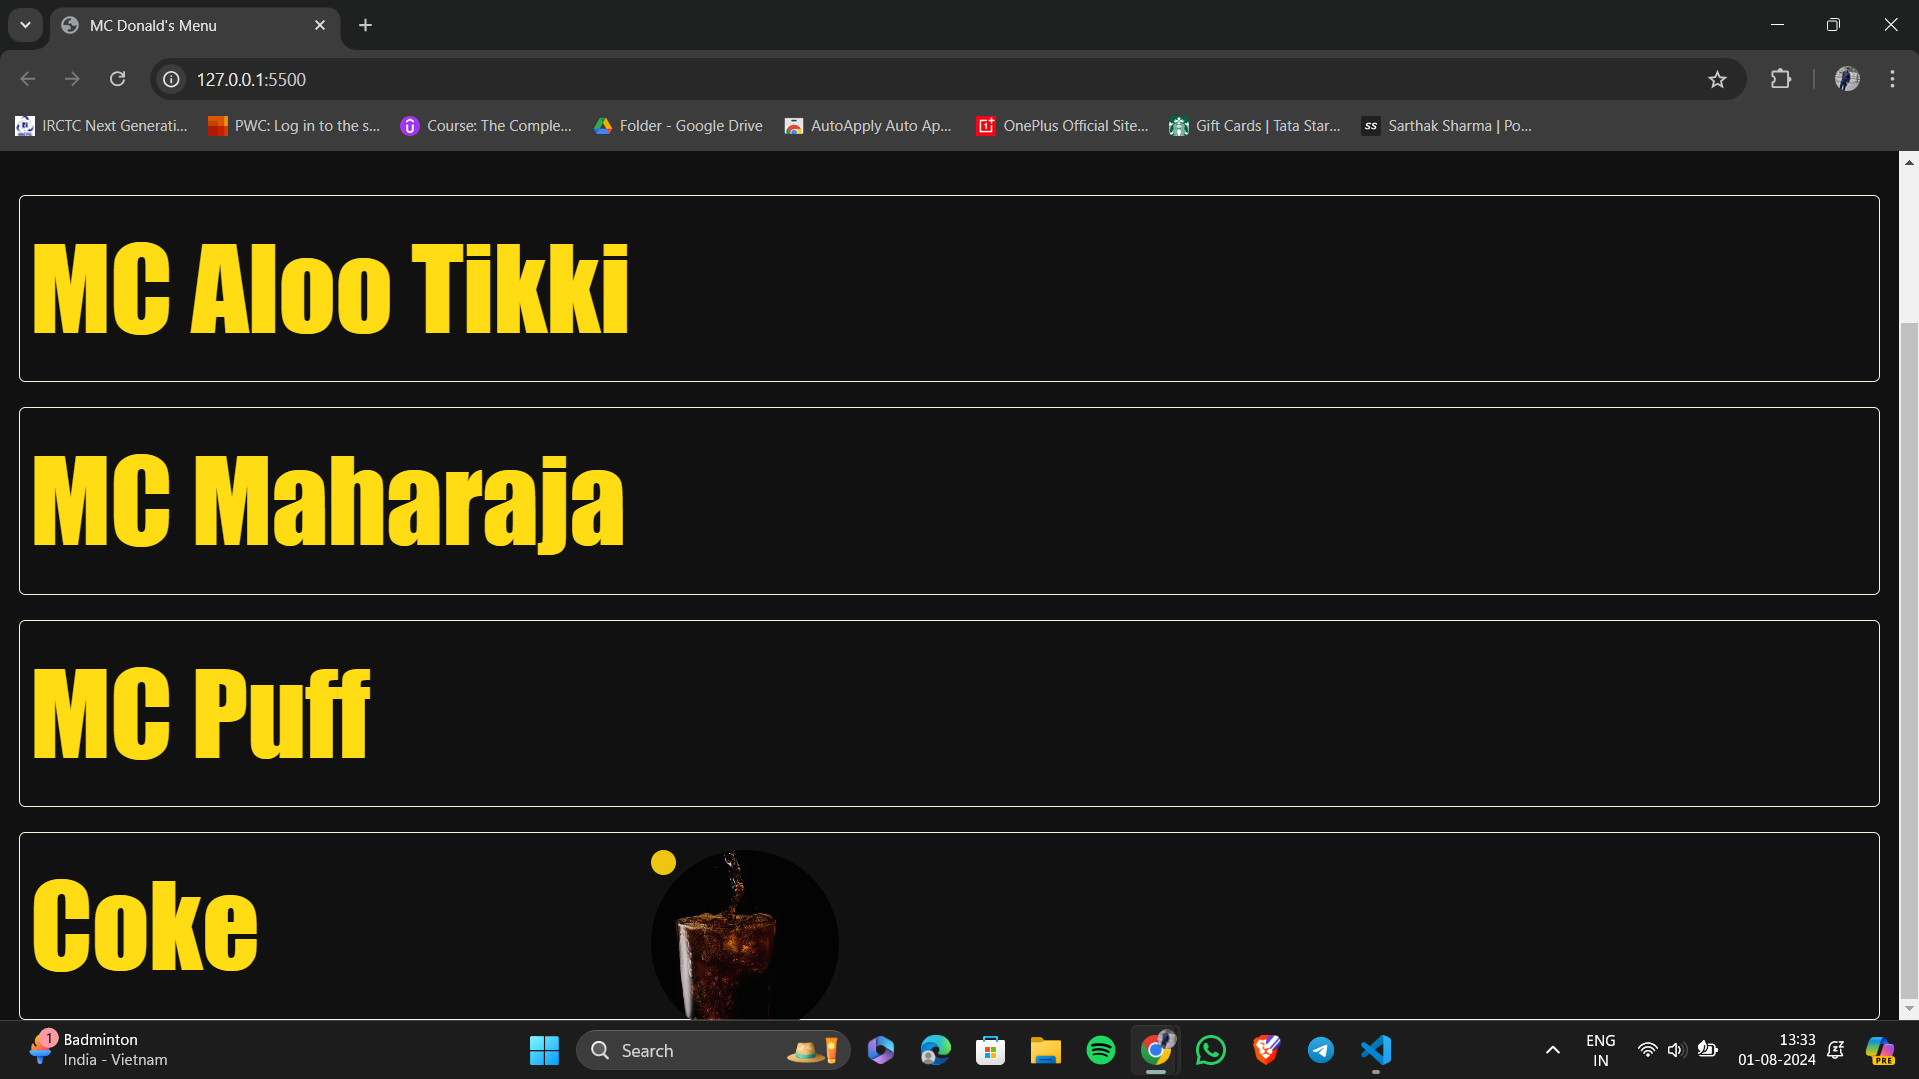 MC Donald's Menu
127.0.0.1:5500
IRCTC Next Generati...
PWC: Log in to the s...
Course: The Comple...
Folder - Google Drive
AutoApply Auto Ap...
OnePlus Official Site...
Gift Cards | Tata Star...
ss
Sarthak Sharma | Po...
MC Aloo Tikki
MC Maharaja
MC Puff
Coke
1
Badminton
India - Vietnam
Search
ENG
IN
13:33
01-08-2024
PRE